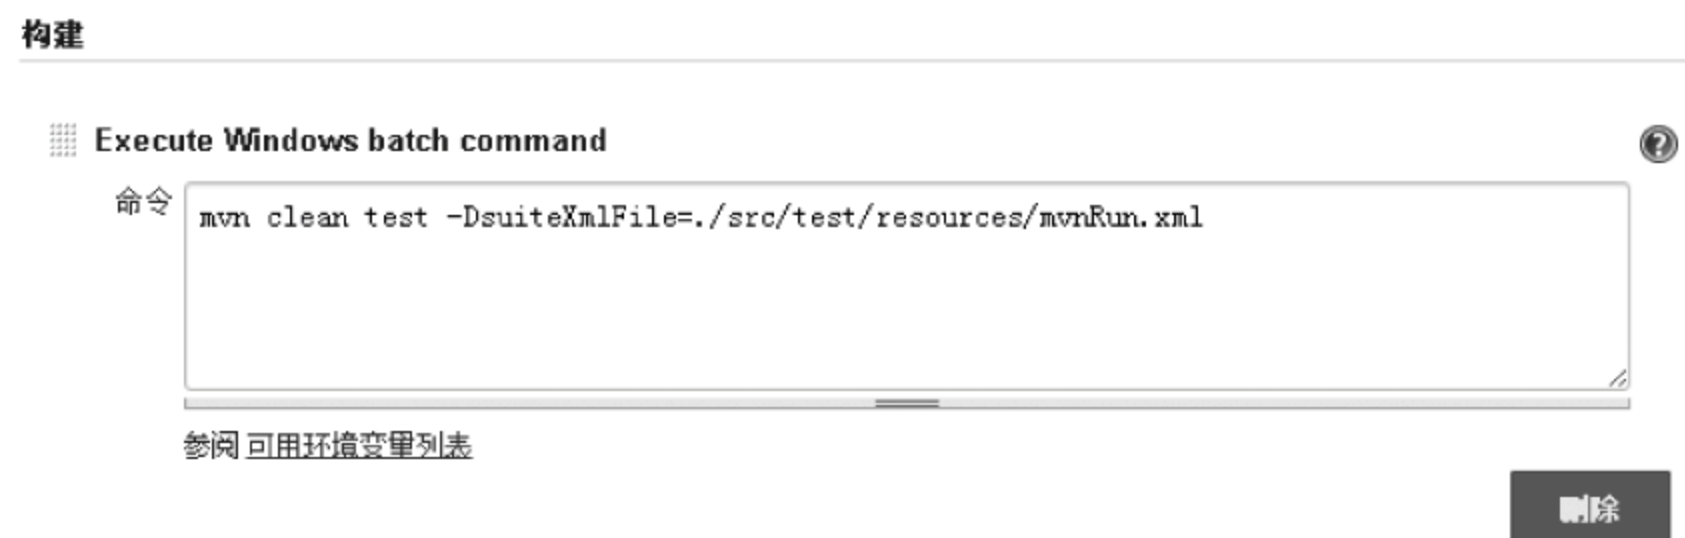 构建
Execute Windows batch command
命令
mvn clean test -DsuiteXmlFile=./src/test/resources/mvnRun.xml
参阅 可用环境变量列表
删除